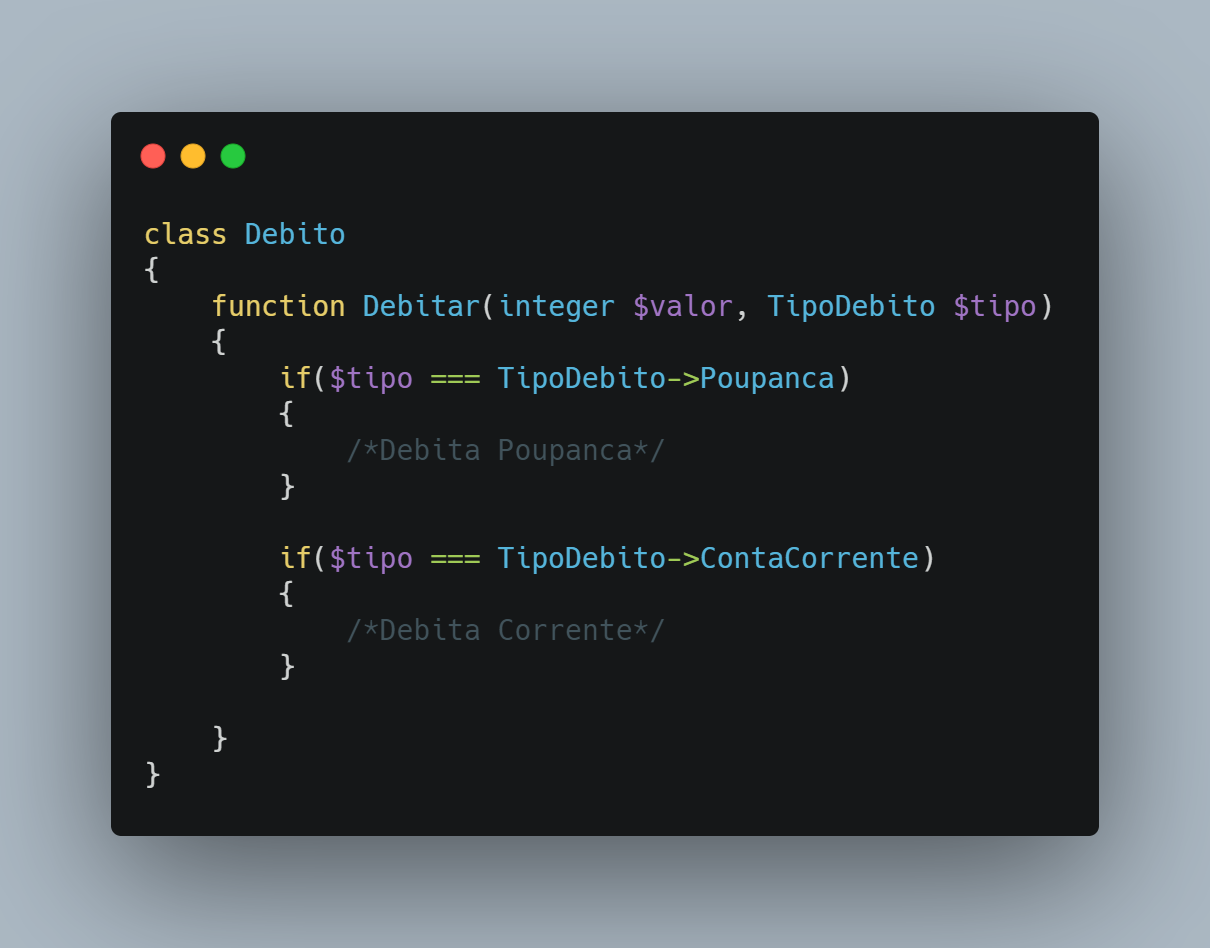 class Debito
{
    function Debitar(integer $valor, TipoDebito $tipo)
    {
        if($tipo === TipoDebito->Poupanca)
        {
            /*Debita Poupanca*/
        }

        if($tipo === TipoDebito->ContaCorrente)
        {
            /*Debita Corrente*/
        }

    }
}